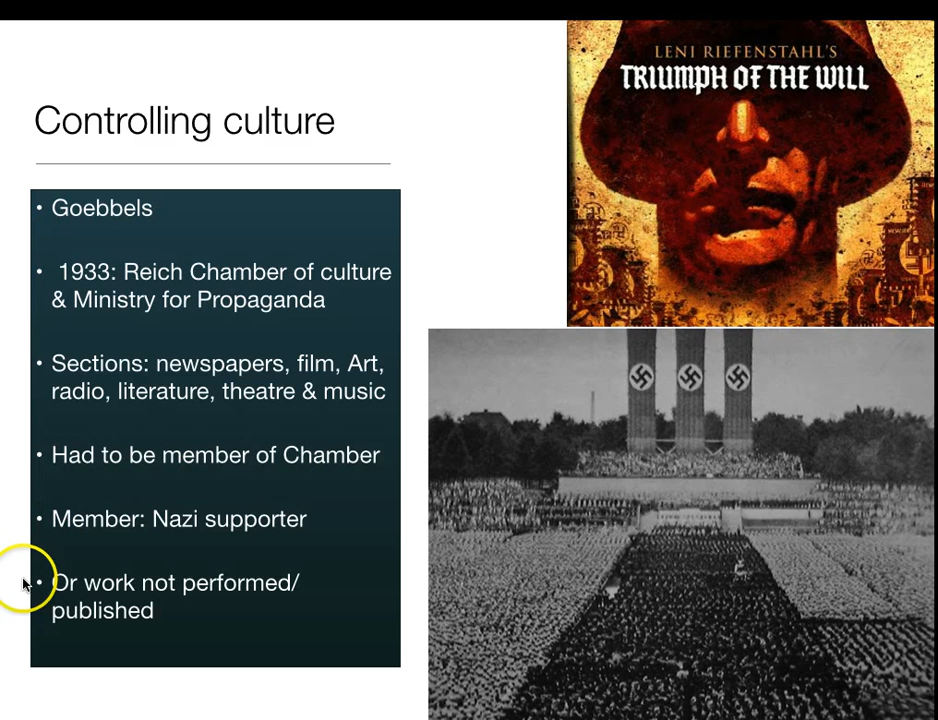 Controlling culture
• Goebbels
• 1933: Reich Chamber of culture
& Ministry for Propaganda
• Sections: newspapers, film, Art,
radio, literature, theatre & music
• Had to be member of Chamber
• Member: Nazi supporter
• Or work not performed/
published
LENI RIEFENSTAHL'S
TRIUMPH OF THE WILL